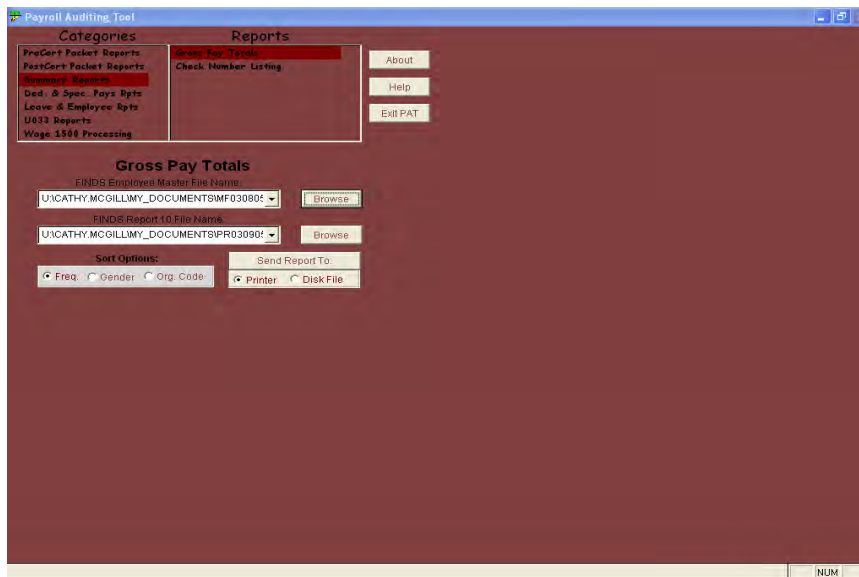 Payroll Auditing Tool
Categories
Reports
PreCert Packet Reports
PostCert Packet Reports
Summary Reports
Ded. & Spec. Pays Rpts
Leave & Employee Rpts
U033 Reports
Wage 1500 Processing
Gross Pay Totals
Check Number Listing
About
Help
Exit PAT
Gross Pay Totals
FINDS Employee Master File Name:
U:\CATHY.MCGILL\MY_DOCUMENTS\MF030805
Browse
FINDS Report 10 File Name:
U:\CATHY.MCGILL\MY_DOCUMENTS\PR030905
Browse
Sort Options:
Freq. Gender Org. Code
Send Report To:
Printer Disk File
NUM